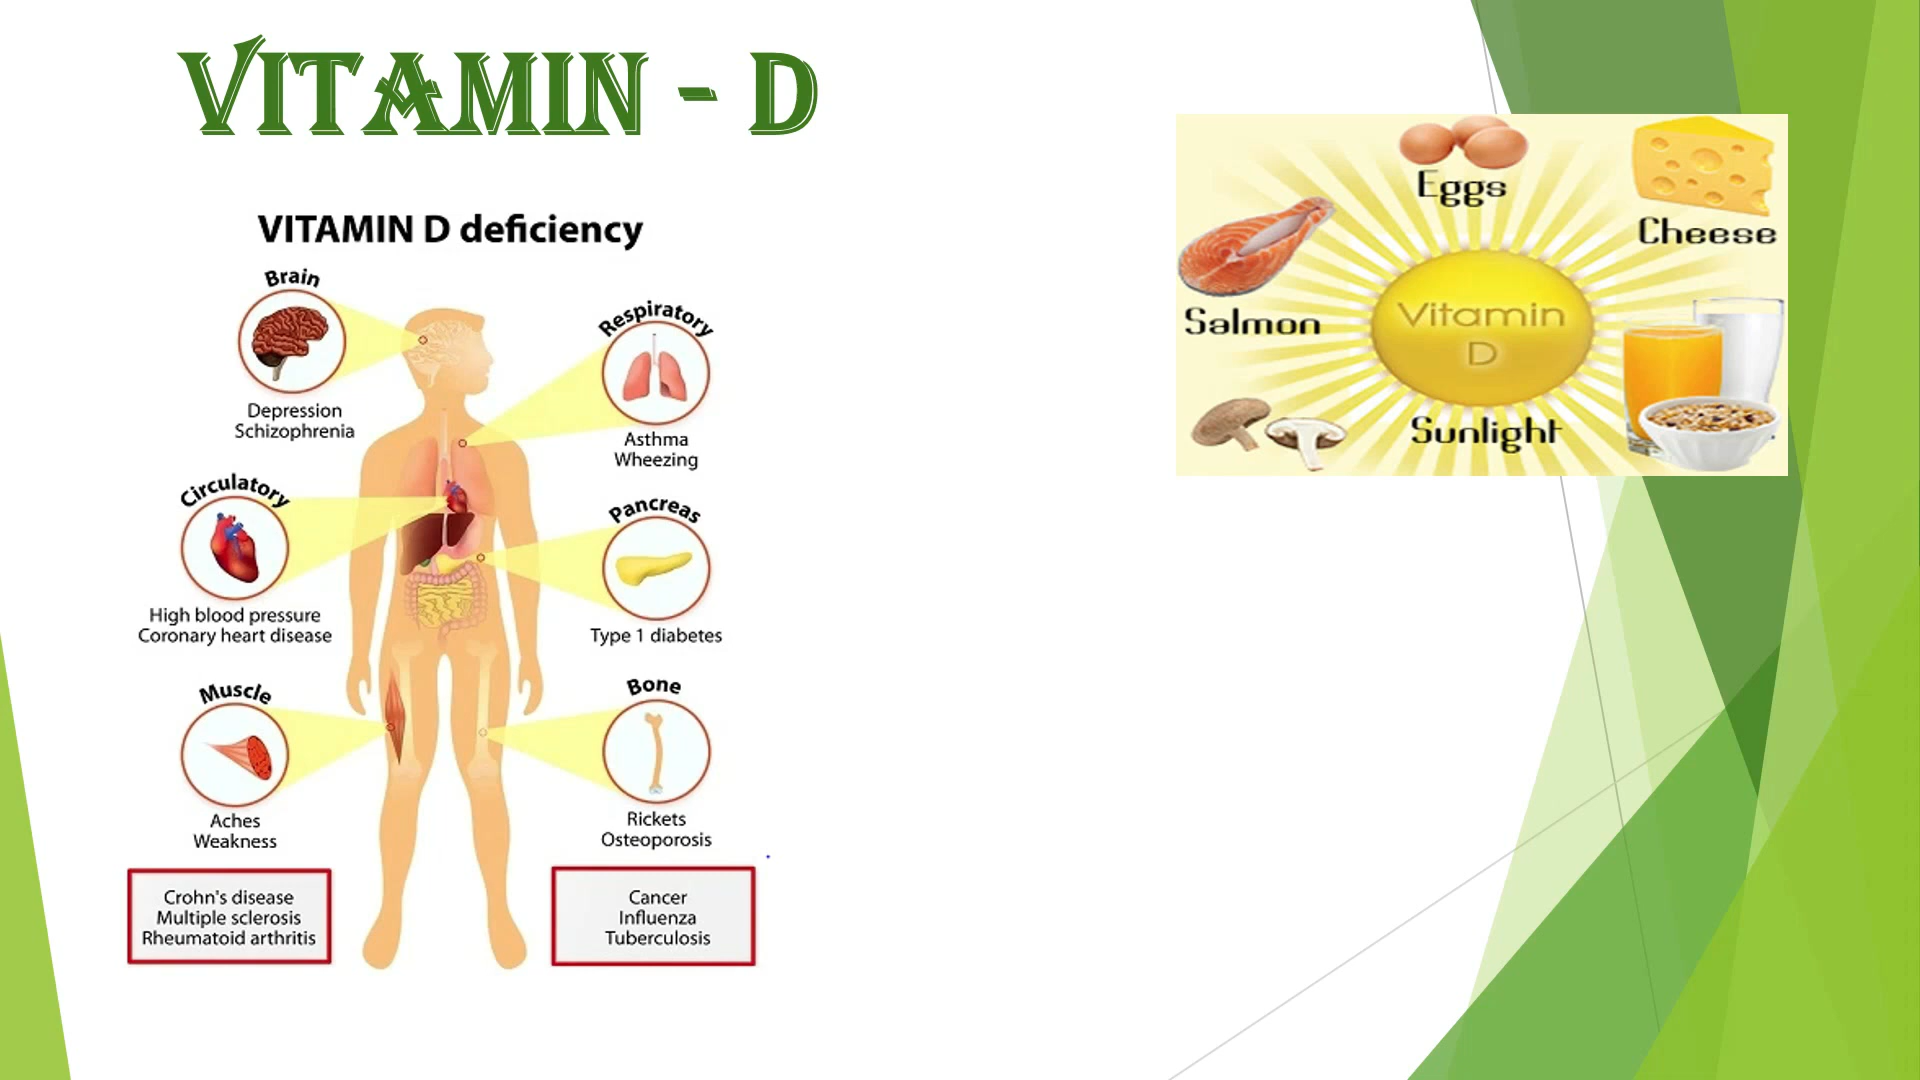 VITAMIN - D
VITAMIN D deficiency
Brain
Depression
Schizophrenia
Respiratory
Asthma
Wheezing
Circulatory
High blood pressure
Coronary heart disease
Pancreas
Type 1 diabetes
Muscle
Aches
Weakness
Bone
Rickets
Osteoporosis
Crohn's disease
Multiple sclerosis
Rheumatoid arthritis
Cancer
Influenza
Tuberculosis
Eggs
Cheese
Salmon
Vitamin
D
Sunlight